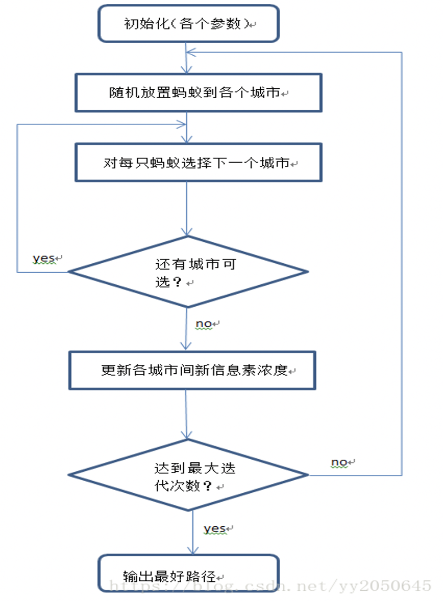 初始化(各个参数)
随机放置蚂蚁到各个城市
对每只蚂蚁选择下一个城市
还有城市可
选？
yes
no
更新各城市间新信息素浓度
达到最大迭
代次数？
no
yes
输出最好路径
https://blog.csdn.net/yy2050645